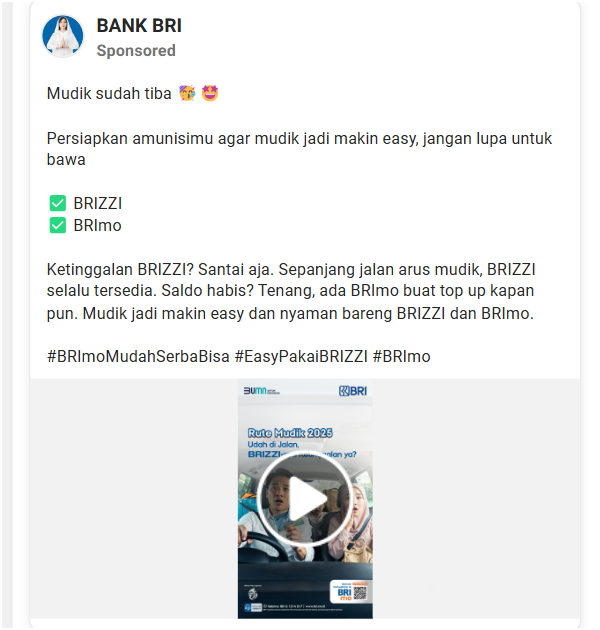 BANK BRI
Sponsored
Mudik sudah tiba 🥳 🤩
Persiapkan amunisimu agar mudik jadi makin easy, jangan lupa untuk
bawa
✅ BRIZZI
✅ BRImo
Ketinggalan BRIZZI? Santai aja. Sepanjang jalan arus mudik, BRIZZI
selalu tersedia. Saldo habis? Tenang, ada BRImo buat top up kapan
pun. Mudik jadi makin easy dan nyaman bareng BRIZZI dan BRImo.
#BRImoMudahSerbaBisa #EasyPakaiBRIZZI #BRImo
BUMN
BRI
Rute Mudik 2025
Udah di Jalan,
BRIZZI ya?
BRI
mo